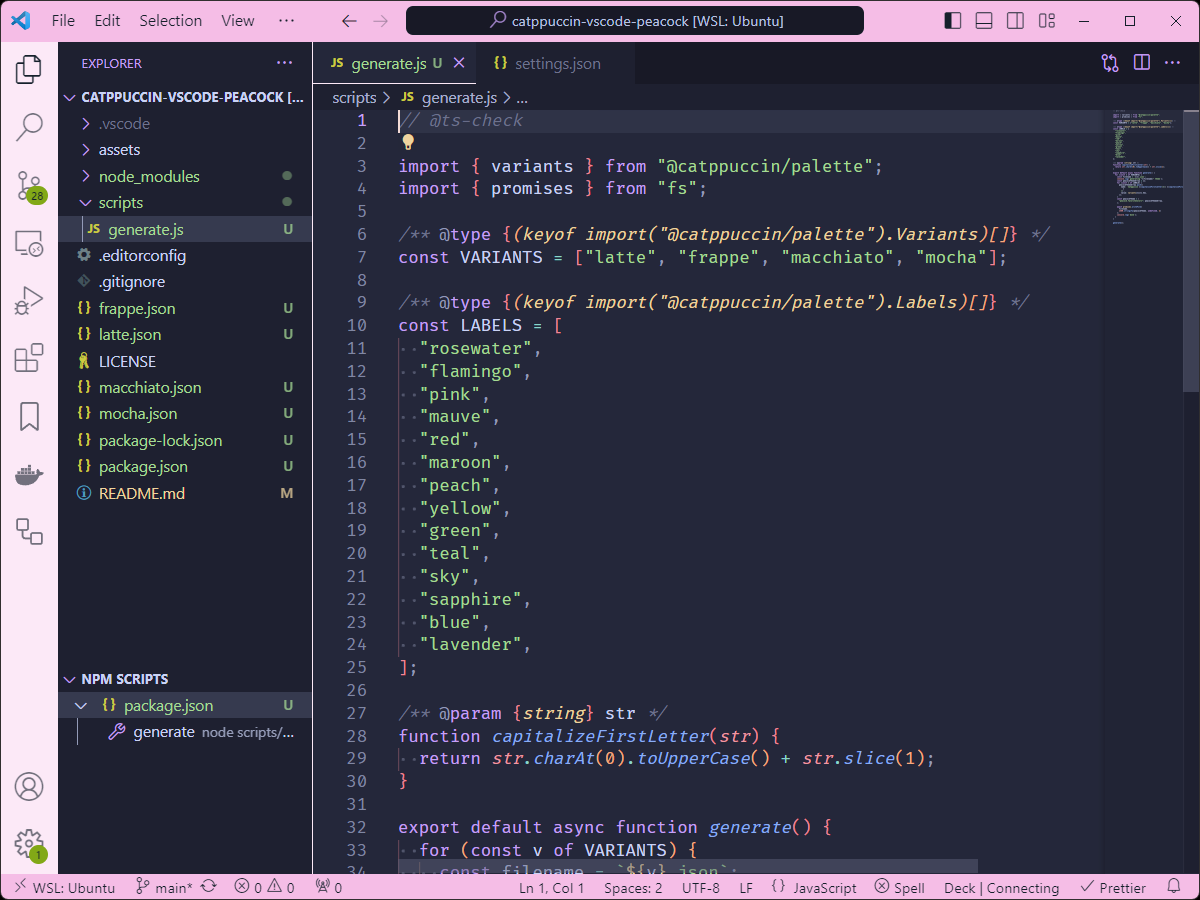 File Edit Selection View ··· catppuccin-vscode-peacock [WSL: Ubuntu]
EXPLORER ···
CATPPUCCIN-VSCODE-PEACOCK [...
.vscode
assets
node_modules
scripts
JS generate.js U
.editorconfig
.gitignore
{} frappe.json U
{} latte.json U
LICENSE
{} macchiato.json U
{} mocha.json U
{} package-lock.json U
{} package.json U
README.md M
NPM SCRIPTS
{} package.json U
generate node scripts/...
28
1
JS generate.js U {} settings.json
scripts > JS generate.js > ...
1 // @ts-check
2
3 import { variants } from "@catppuccin/palette";
4 import { promises } from "fs";
5
6 /** @type {(keyof import("@catppuccin/palette").Variants)[]} */
7 const VARIANTS = ["latte", "frappe", "macchiato", "mocha"];
8
9 /** @type {(keyof import("@catppuccin/palette").Labels)[]} */
10 const LABELS = [
11 "rosewater",
12 "flamingo",
13 "pink",
14 "mauve",
15 "red",
16 "maroon",
17 "peach",
18 "yellow",
19 "green",
20 "teal",
21 "sky",
22 "sapphire",
23 "blue",
24 "lavender",
25 ];
26
27 /** @param {string} str */
28 function capitalizeFirstLetter(str) {
29 return str.charAt(0).toUpperCase() + str.slice(1);
30 }
31
32 export default async function generate() {
33 for (const v of VARIANTS) {
34 const filename = `${v}.json`;
WSL: Ubuntu main* 0 0 0 Ln 1, Col 1 Spaces: 2 UTF-8 LF {} JavaScript Spell Deck | Connecting Prettier